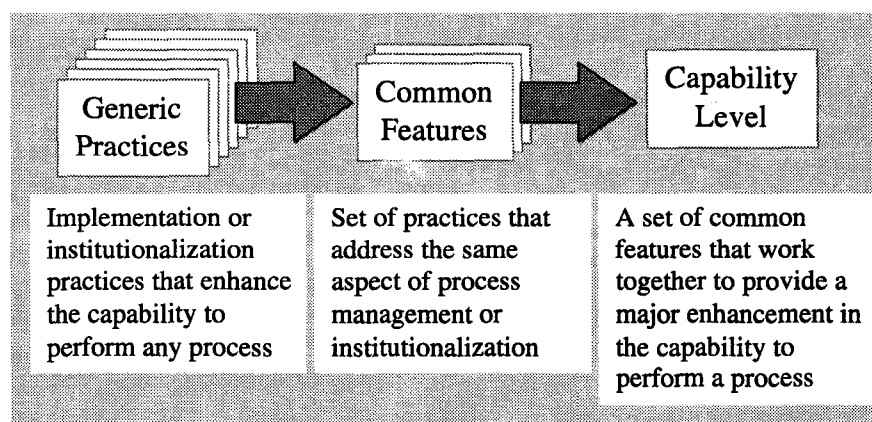 Generic
Practices
Common
Features
Capability
Level
Implementation or
institutionalization
practices that enhance
the capability to
perform any process
Set of practices that
address the same
aspect of process
management or
institutionalization
A set of common
features that work
together to provide a
major enhancement in
the capability to
perform a process